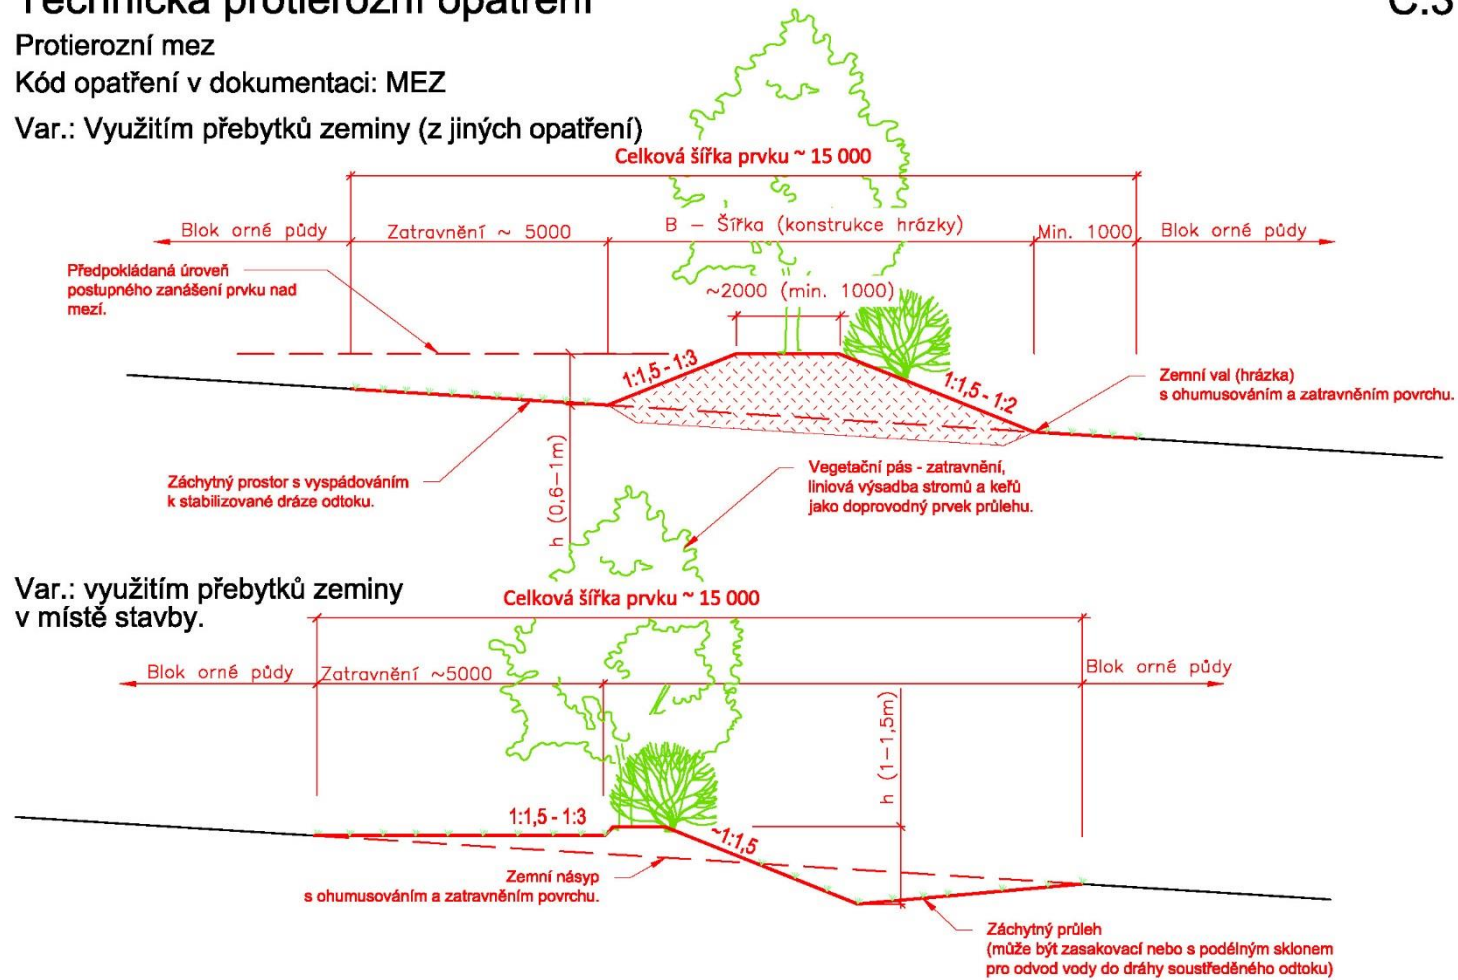 Technická protierozní opatření
C.3
Protierozní mez
Kód opatření v dokumentaci: MEZ
Var.: Využitím přebytků zeminy (z jiných opatření)
Celková šířka prvku ~ 15 000
Blok orné půdy
Zatravnění ~ 5000
B – Šířka (konstrukce hrázky)
Min. 1000
Blok orné půdy
Předpokládaná úroveň
postupného zanášení prvku nad
mezí.
~2000 (min. 1000)
1:1,5 - 1:3
1:1,5 - 1:2
Zemní val (hrázka)
s ohumusováním a zatravněním povrchu.
Záchytný prostor s vyspádováním
k stabilizované dráze odtoku.
h (0,6–1m)
Vegetační pás - zatravnění,
liniová výsadba stromů a keřů
jako doprovodný prvek průlehu.
Var.: využitím přebytků zeminy
v místě stavby.
Celková šířka prvku ~ 15 000
Blok orné půdy
Zatravnění ~5000
Blok orné půdy
h (1–1,5m)
1:1,5 - 1:3
~1:1,5
Zemní násyp
s ohumusováním a zatravněním povrchu.
Záchytný průleh
(může být zasakovací nebo s podélným sklonem
pro odvod vody do dráhy soustředěného odtoku)